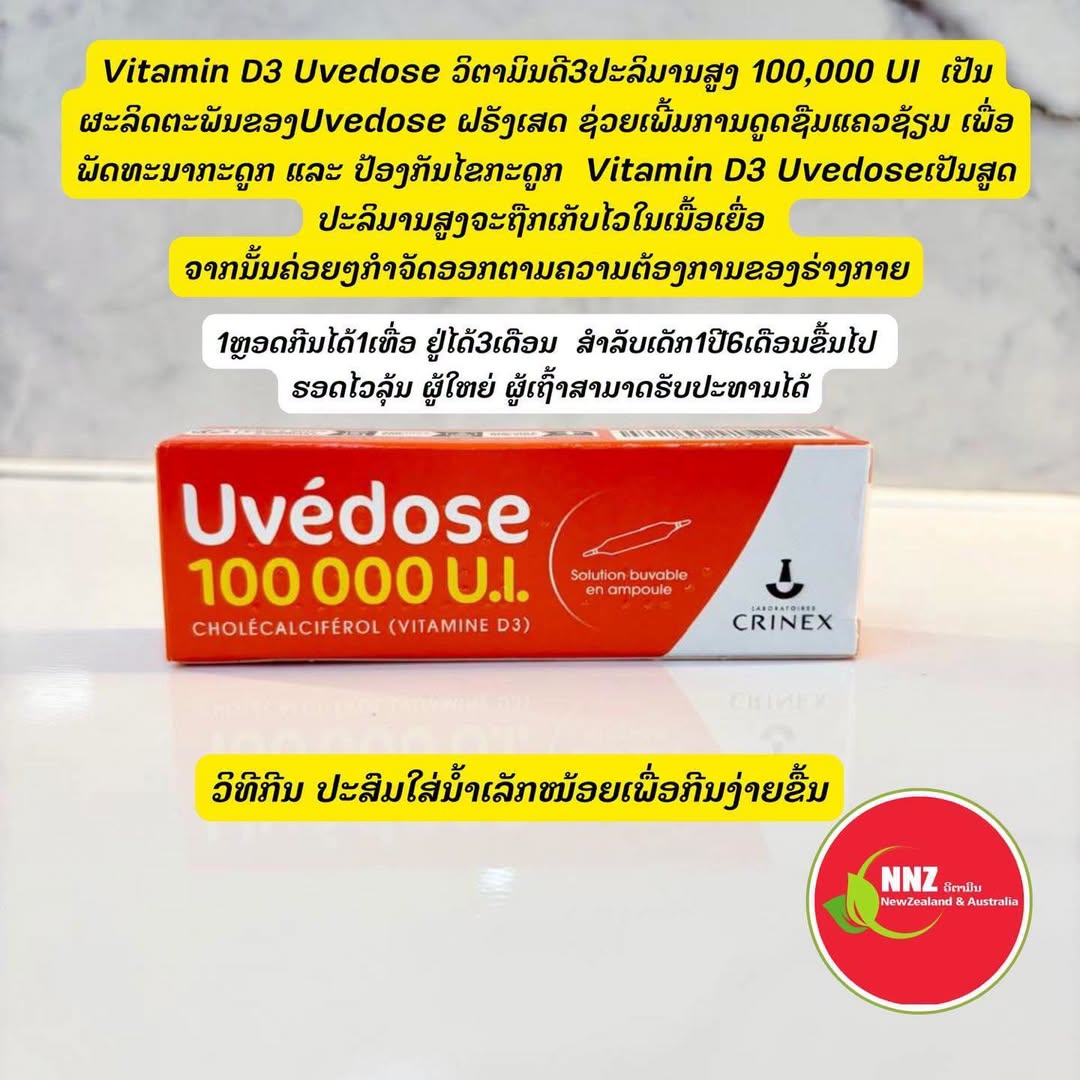 Vitamin D3 Uvedose ວິຕາມິນດີ3ປະລິມານສູງ 100,000 UI ເປັນ
ຜະລິດຕະພັນຂອງUvedose ຝຣັງເສດ ຊ່ວຍເພີ້ມການດູດຊຶມແຄວຊ້ຽມ ເພື່ອ
ພັດທະນາກະດູກ ແລະ ປ້ອງກັນໄຂກະດູກ Vitamin D3 Uvedoseເປັນສູດ
ປະລິມານສູງຈະຖືກເກັບໄວໃນເນື້ອເຍື່ອ
ຈາກນັ້ນຄ່ອຍໆກຳຈັດອອກຕາມຄວາມຕ້ອງການຂອງຮ່າງກາຍ
1ຫຼອດກິນໄດ້1ເທື່ອ ຢູ່ໄດ້3ເດືອນ ສຳລັບເດັກ1ປີ6ເດືອນຂຶ້ນໄປ
ຮອດໄວລຸ້ນ ຜູ້ໃຫຍ່ ຜູ້ເຖົ້າສາມາດຮັບປະທານໄດ້
Uvédose
100 000 U.I.
CHOLÉCALCIFÉROL (VITAMINE D3)
Solution buvable
en ampoule
LABORATOIRES
CRINEX
ວິທີກິນ ປະສົມໃສ່ນ້ຳເລັກໜ້ອຍເພື່ອກິນງ່າຍຂຶ້ນ
NNZ ວິຕາມິນ
NewZealand & Australia